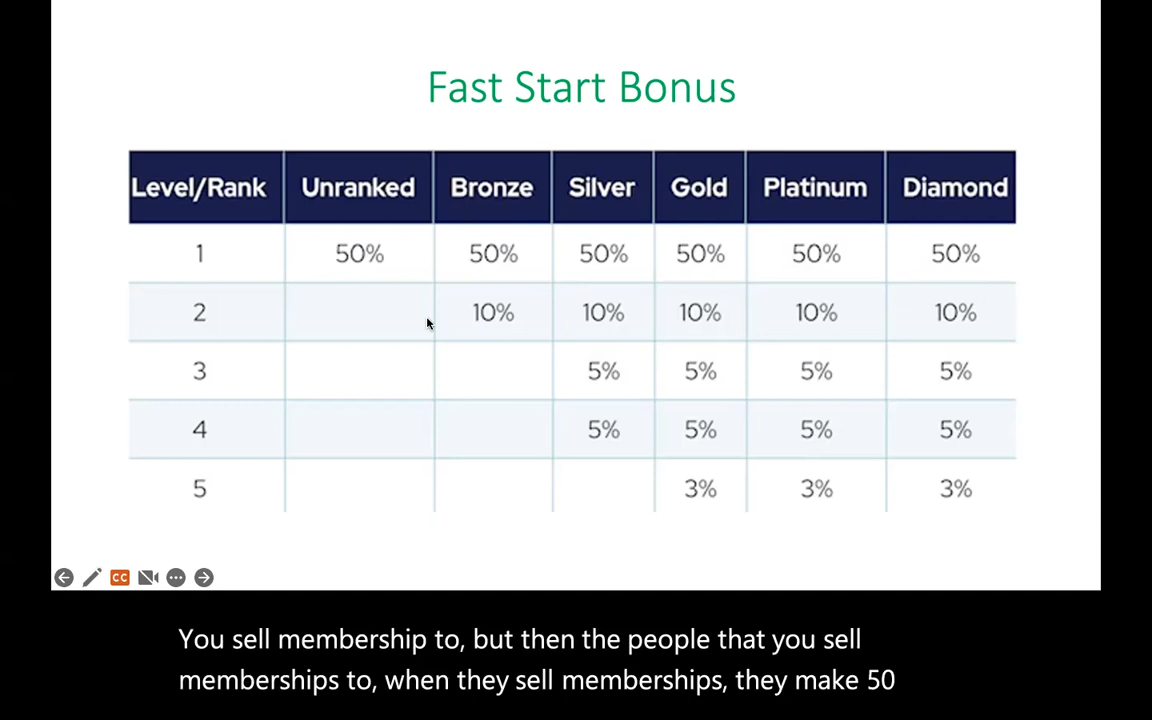 Fast Start Bonus
Level/Rank Unranked Bronze Silver Gold Platinum Diamond
1 50% 50% 50% 50% 50% 50%
2 10% 10% 10% 10% 10%
3 5% 5% 5% 5%
4 5% 5% 5% 5%
5 3% 3% 3%
CC
You sell membership to, but then the people that you sell
memberships to, when they sell memberships, they make 50